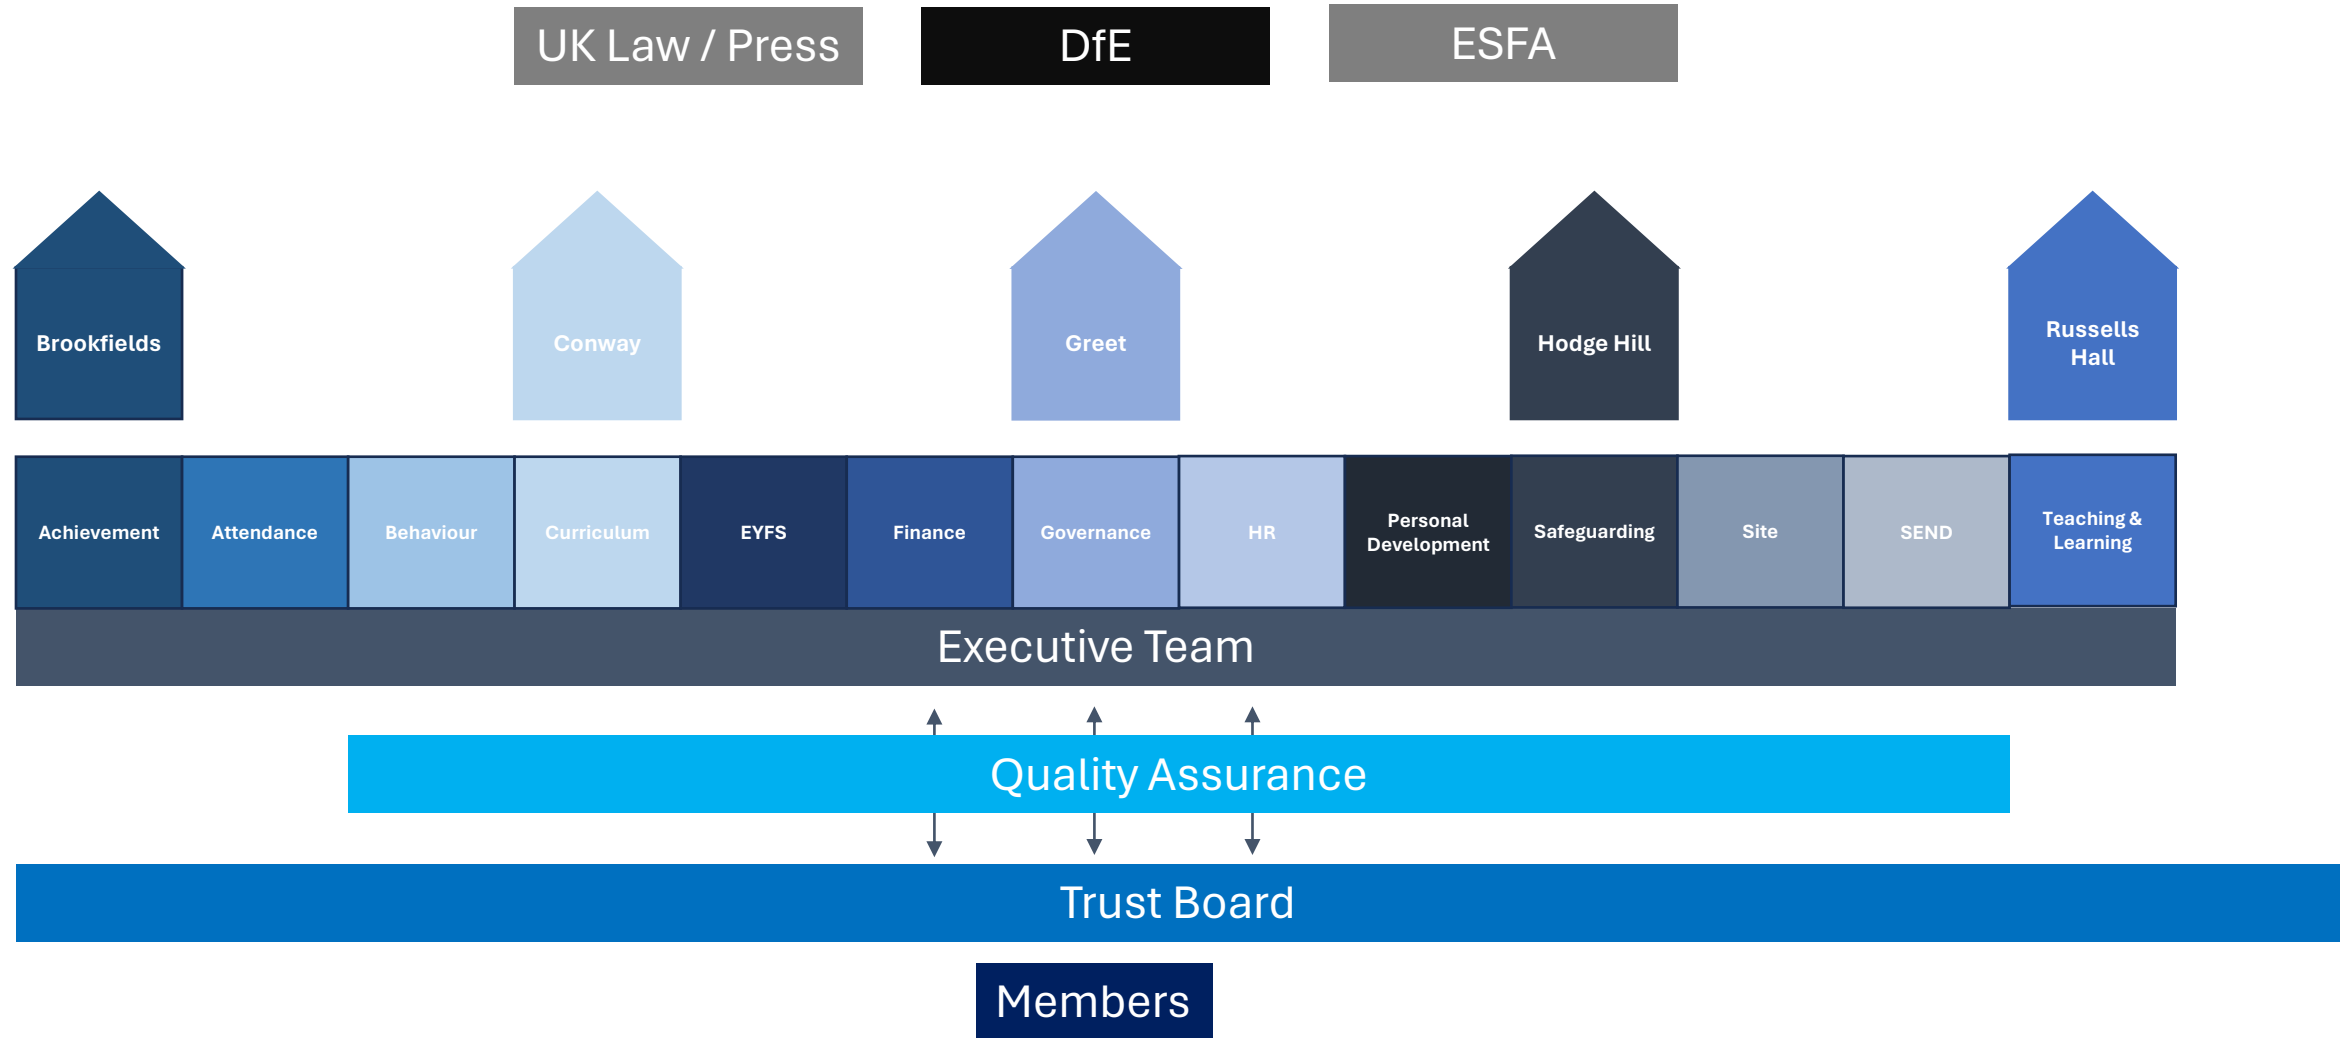 UK Law / Press
DfE
ESFA
Brookfields
Conway
Greet
Hodge Hill
Russells
Hall
Achievement
Attendance
Behaviour
Curriculum
EYFS
Finance
Governance
HR
Personal
Development
Safeguarding
Site
SEND
Teaching &
Learning
Executive Team
Quality Assurance
Trust Board
Members